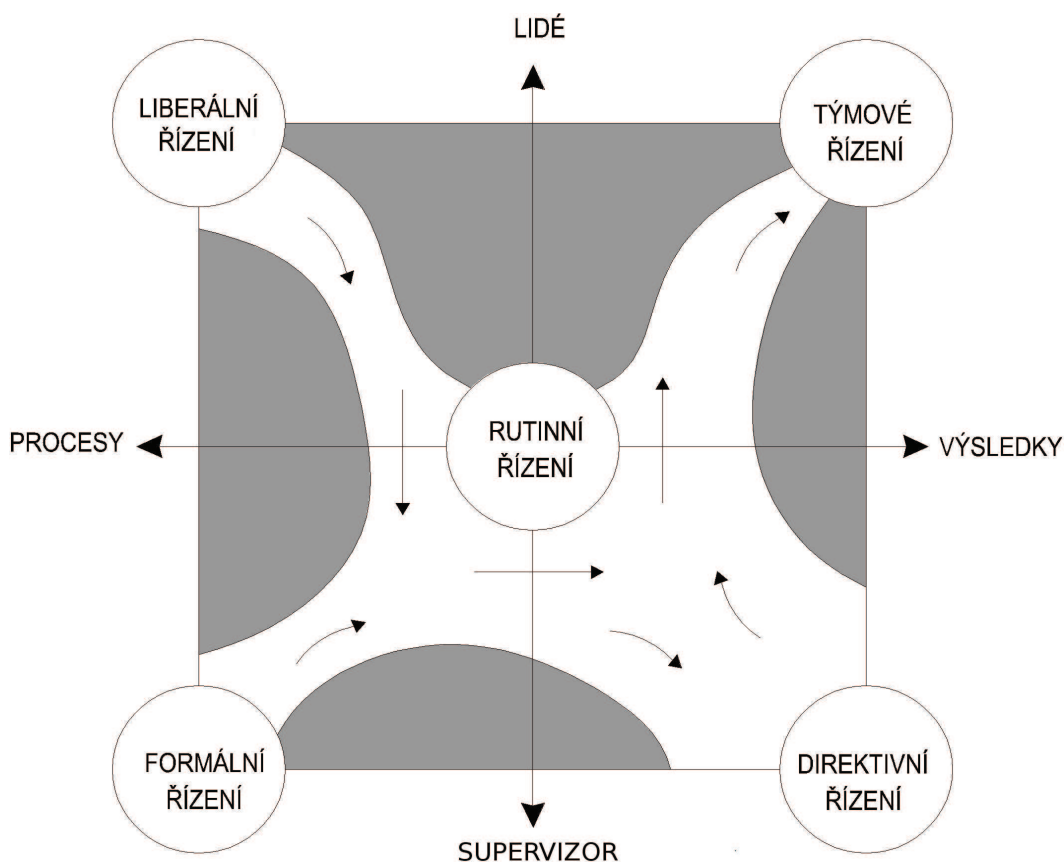 LIDÉ
LIBERÁLNÍ
ŘÍZENÍ
TÝMOVÉ
ŘÍZENÍ
PROCESY
RUTINNÍ
ŘÍZENÍ
VÝSLEDKY
FORMÁLNÍ
ŘÍZENÍ
DIREKTIVNÍ
ŘÍZENÍ
SUPERVIZOR